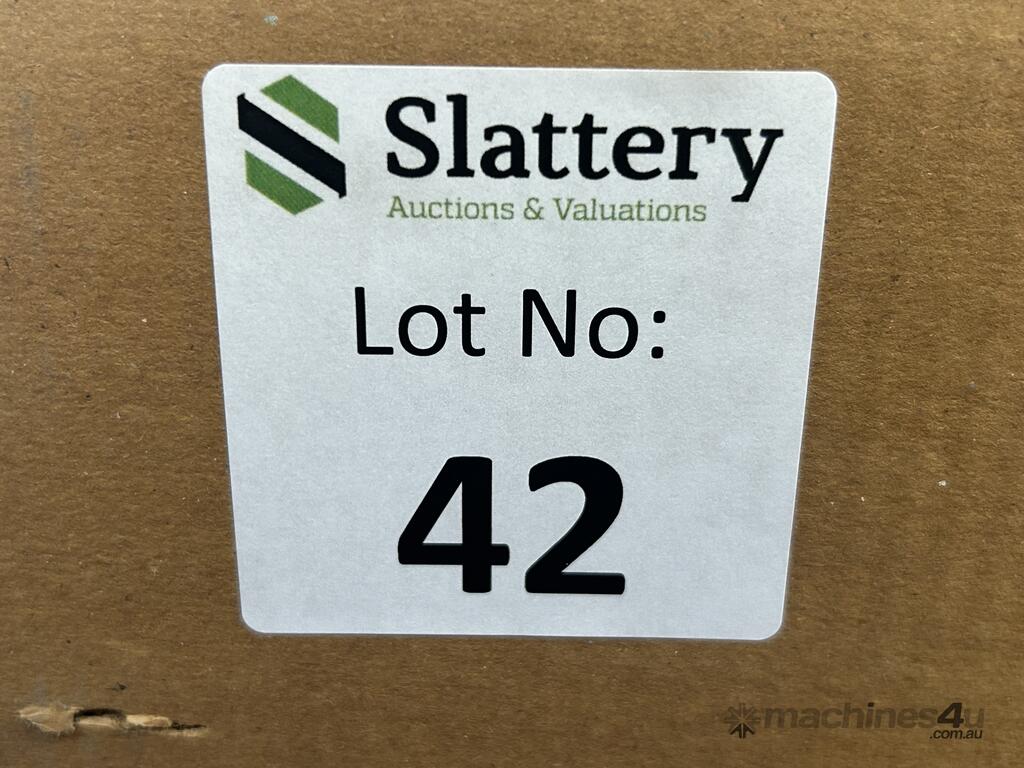 Slattery
Auctions & Valuations
Lot No:
42
machines4u
.com.au